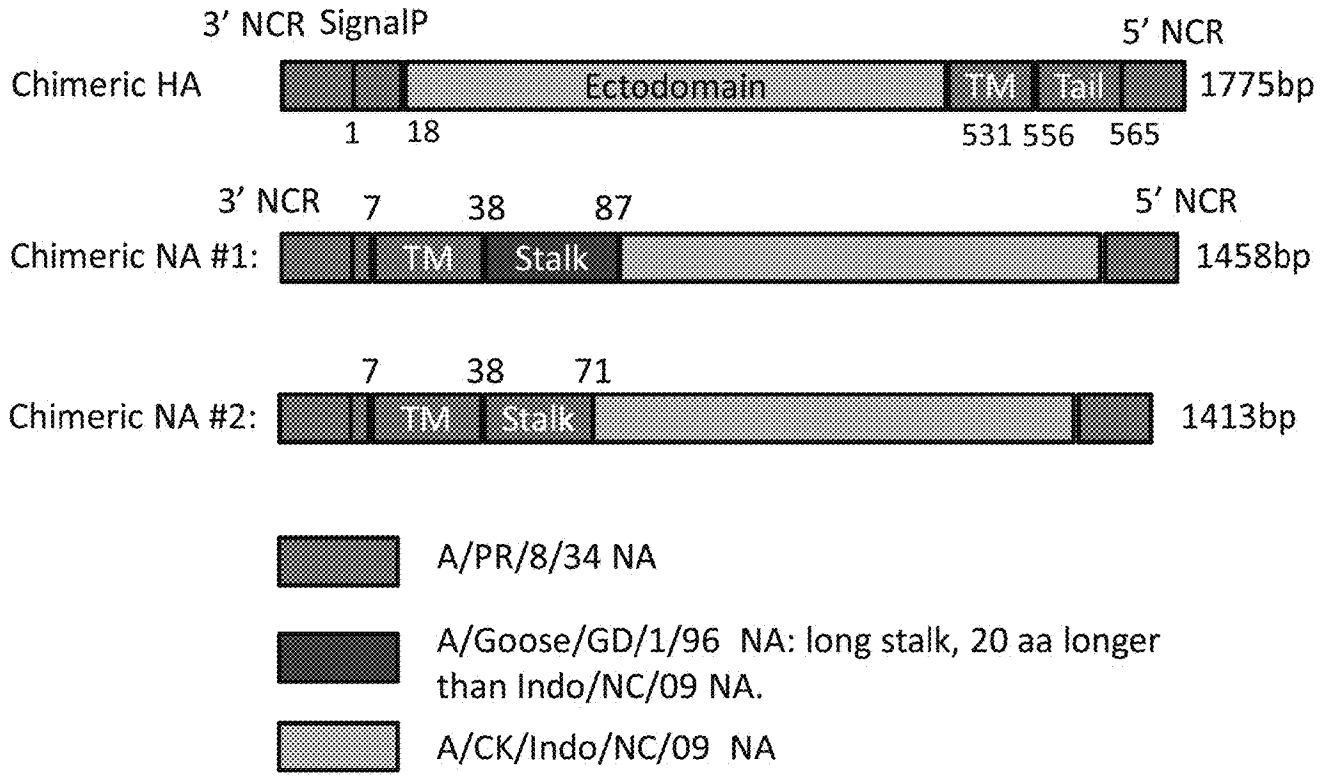 3' NCR SignalP 5' NCR
Chimeric HA Ectodomain TM Tail 1775bp
1 18 531 556 565
3' NCR 7 38 87 5' NCR
Chimeric NA #1: TM Stalk 1458bp
7 38 71
Chimeric NA #2: TM Stalk 1413bp
A/PR/8/34 NA
A/Goose/GD/1/96 NA: long stalk, 20 aa longer
than Indo/NC/09 NA.
A/CK/Indo/NC/09 NA